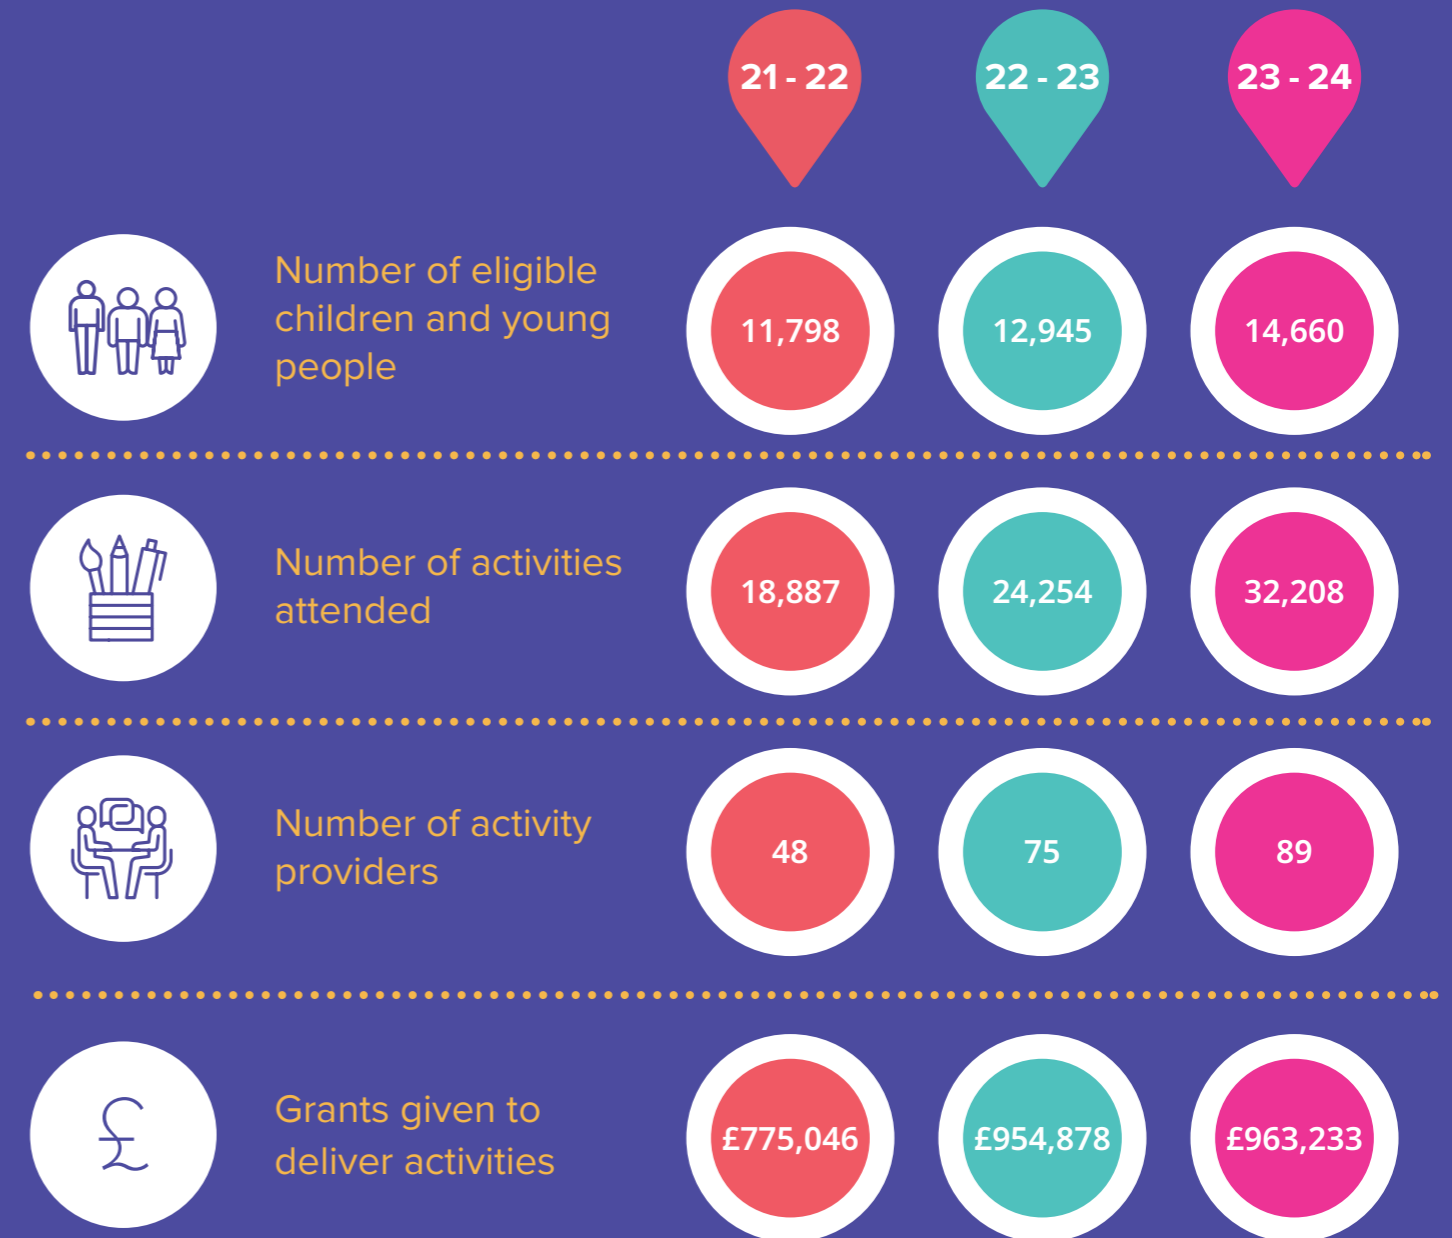 21 - 22
22 - 23
23 - 24
Number of eligible
children and young
people
11,798
12,945
14,660
Number of activities
attended
18,887
24,254
32,208
Number of activity
providers
48
75
89
Grants given to
deliver activities
£775,046
£954,878
£963,233
£